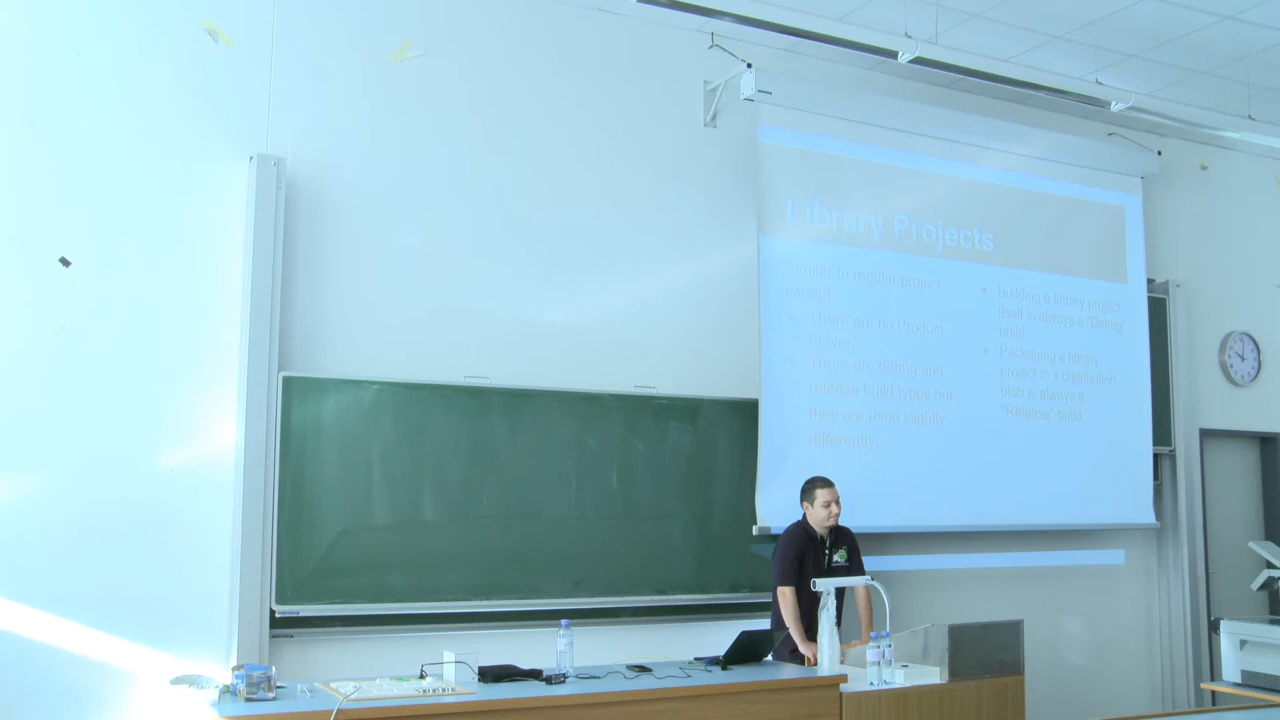 Library Projects
Similar to regular project
except
There are no Product
Flavor
There are debug and
release build types but
they are used slightly
differently
Building a library project
itself in always a "Debug"
build
Packaging a library
project in a distribution
blob is always a
"Release" build